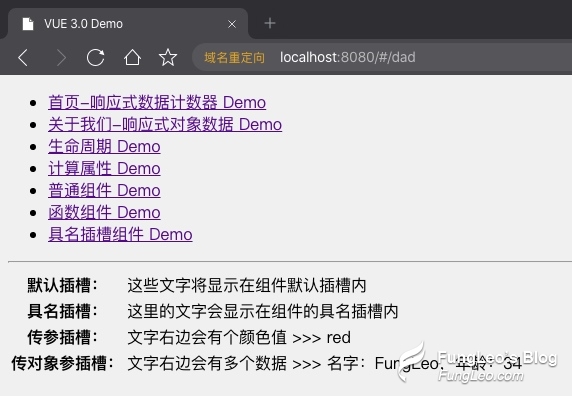 VUE 3.0 Demo
域名重定向 localhost:8080/#/dad
首页-响应式数据计数器 Demo
关于我们-响应式对象数据 Demo
生命周期 Demo
计算属性 Demo
普通组件 Demo
函数组件 Demo
具名插槽组件 Demo
默认插槽： 这些文字将显示在组件默认插槽内
具名插槽： 这里的文字会显示在组件的具名插槽内
传参插槽： 文字右边会有个颜色值 >>> red
传对象参插槽： 文字右边会有多个数据 >>> 名字：FungLeo，年龄：34
Fungleo's Blog
FungLeo.com